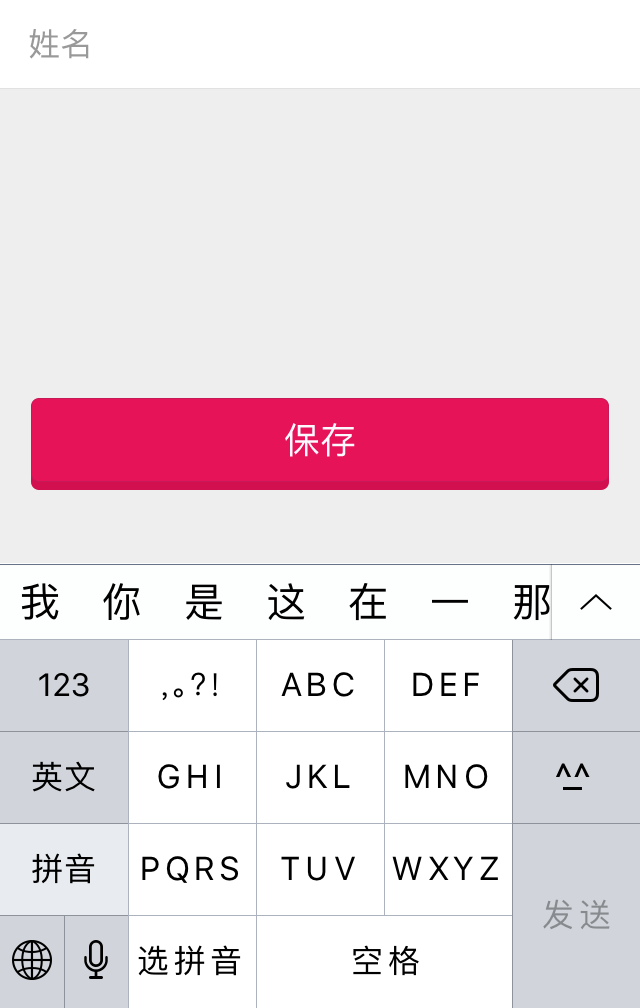 姓名
保存
我 你 是 这 在 一 那
123 ,。?! ABC DEF
英文 GHI JKL MNO ^_^
拼音 PQRS TUV WXYZ 发送
选拼音 空格